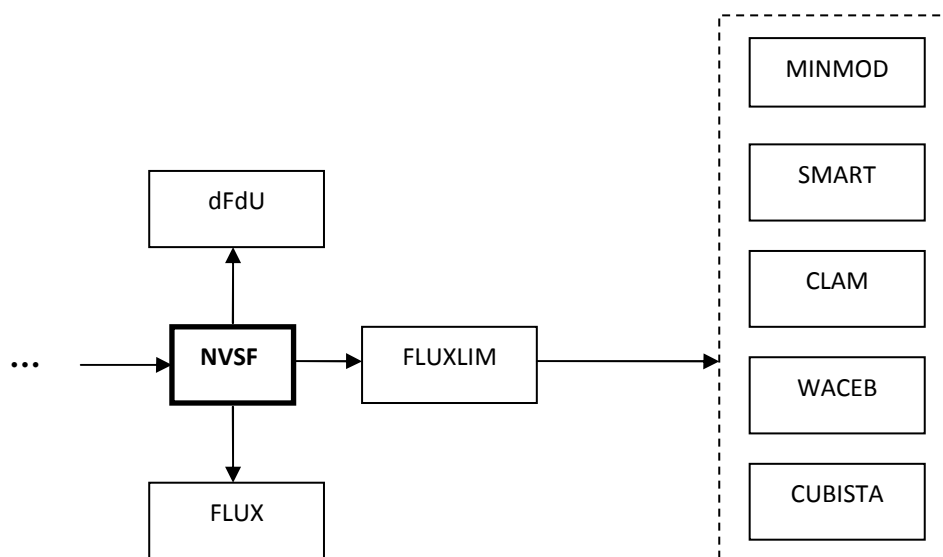 MINMOD
SMART
dFdU
CLAM
...
NVSF
FLUXLIM
WACEB
FLUX
CUBISTA